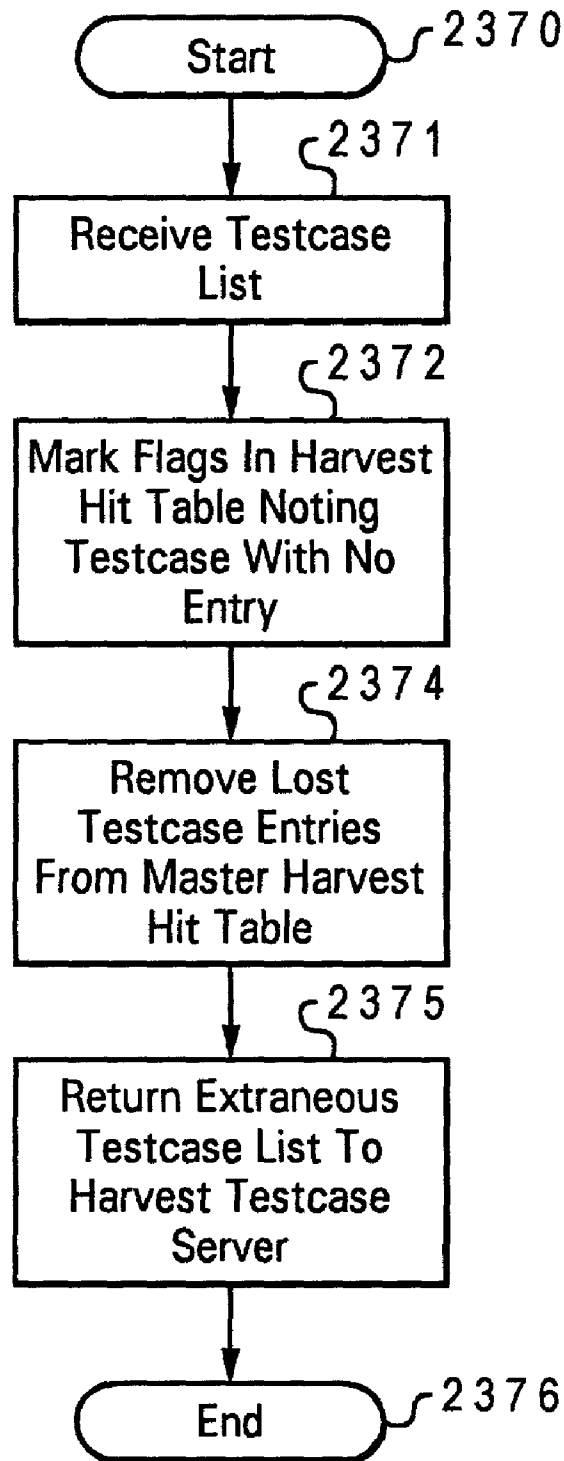 Start
2370
2371
Receive Testcase
List
2372
Mark Flags In Harvest
Hit Table Noting
Testcase With No
Entry
2374
Remove Lost
Testcase Entries
From Master Harvest
Hit Table
2375
Return Extraneous
Testcase List To
Harvest Testcase
Server
End
2376